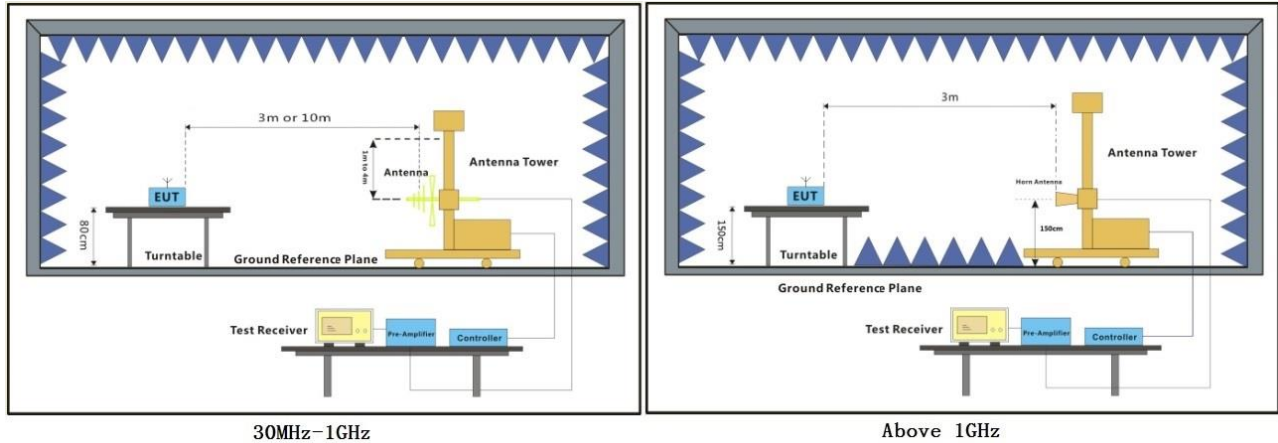 3m or 10m
1m to 4m
Antenna
Antenna Tower
EUT
80cm
Turntable
Ground Reference Plane
Test Receiver
Pre-Amplifier
Controller
30MHz-1GHz
3m
Antenna Tower
Horn Antenna
EUT
150cm
150cm
Turntable
Ground Reference Plane
Test Receiver
Pre-Amplifier
Controller
Above 1GHz